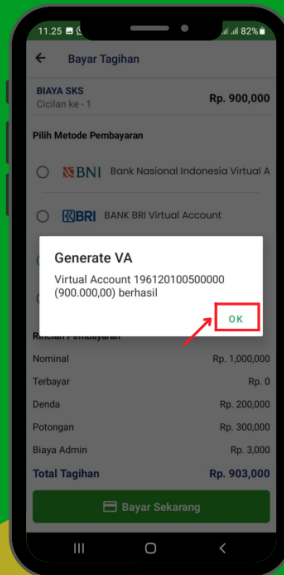 11.25
82%
Bayar Tagihan
BIAYA SKS
Cicilan ke - 1
Rp. 900,000
Pilih Metode Pembayaran
BNI Bank Nasional Indonesia Virtual A
BRI BANK BRI Virtual Account
Generate VA
Virtual Account 196120100500000
(900.000,00) berhasil
OK
Rincian Pembayaran
Nominal Rp. 1,000,000
Terbayar Rp. 0
Denda Rp. 200,000
Potongan Rp. 300,000
Biaya Admin Rp. 3,000
Total Tagihan Rp. 903,000
Bayar Sekarang